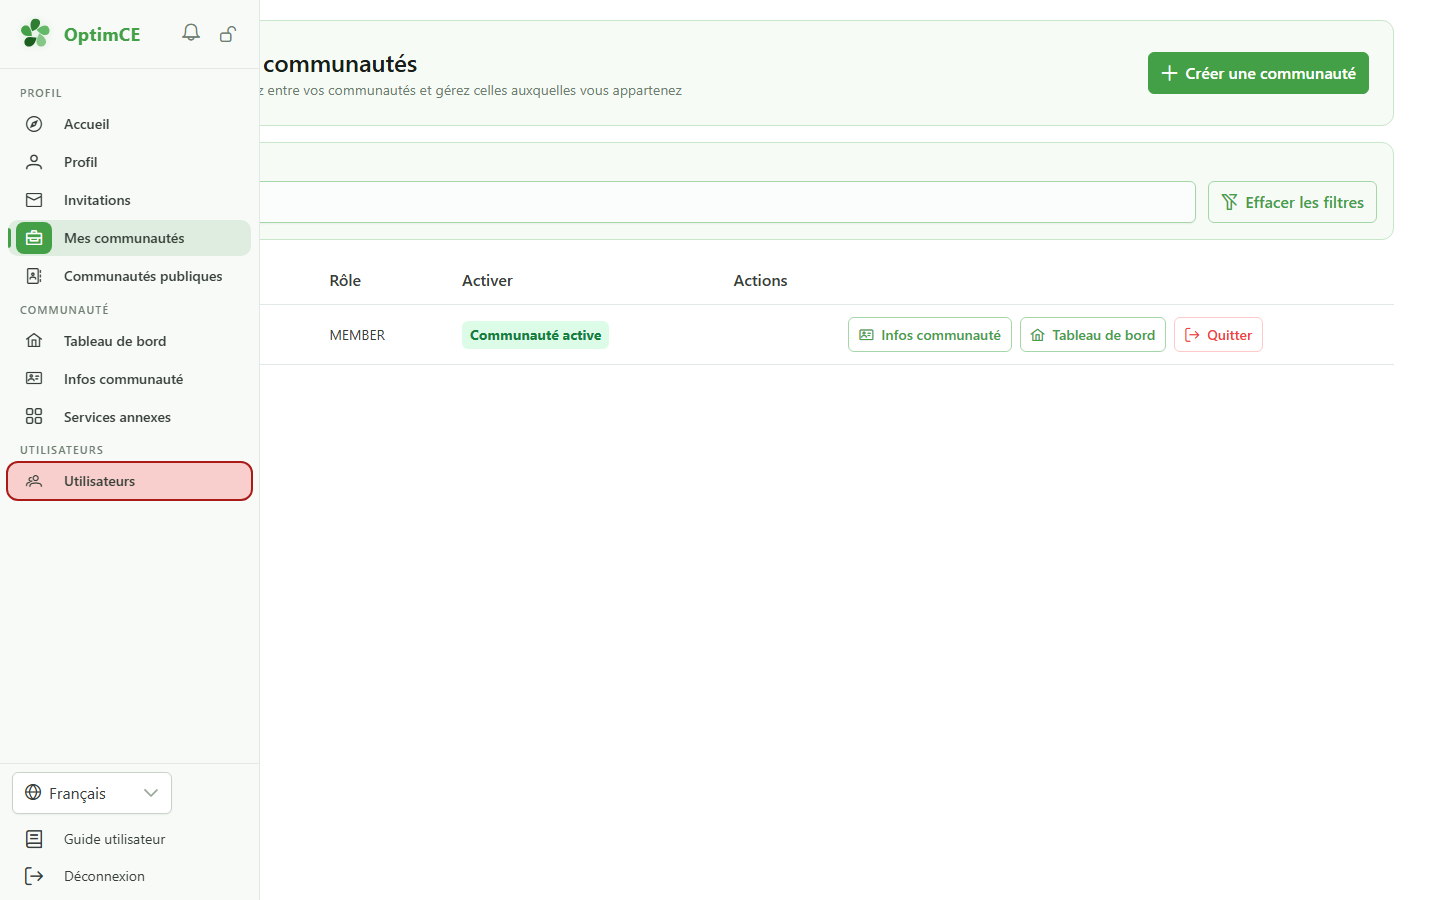 OptimCE
PROFIL
Accueil
Profil
Invitations
Mes communautés
Communautés publiques
COMMUNAUTÉ
Tableau de bord
Infos communauté
Services annexes
UTILISATEURS
Utilisateurs
Français
Guide utilisateur
Déconnexion
communautés
entre vos communautés et gérez celles auxquelles vous appartenez
Créer une communauté
Effacer les filtres
Rôle Activer Actions
MEMBER Communauté active Infos communauté Tableau de bord Quitter